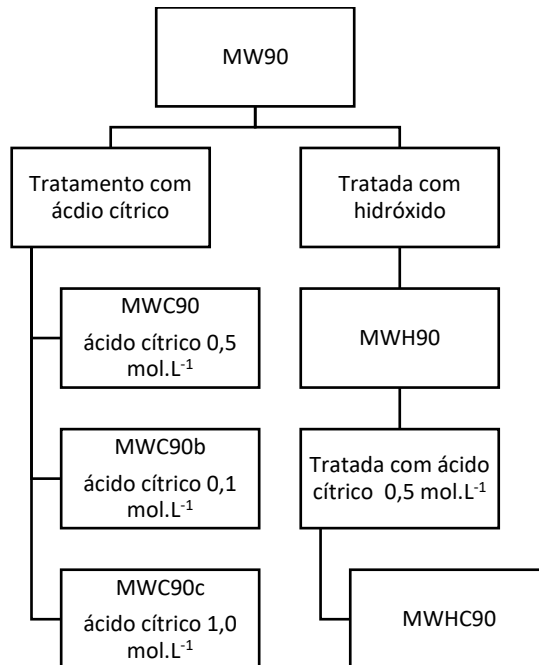 MW90
Tratamento com
ácdio cítrico
Tratada com
hidróxido
MWC90
ácido cítrico 0,5
mol.L⁻¹
MWH90
MWC90b
ácido cítrico 0,1
mol.L⁻¹
Tratada com ácido
cítrico 0,5 mol.L⁻¹
MWC90c
ácido cítrico 1,0
mol.L⁻¹
MWHC90